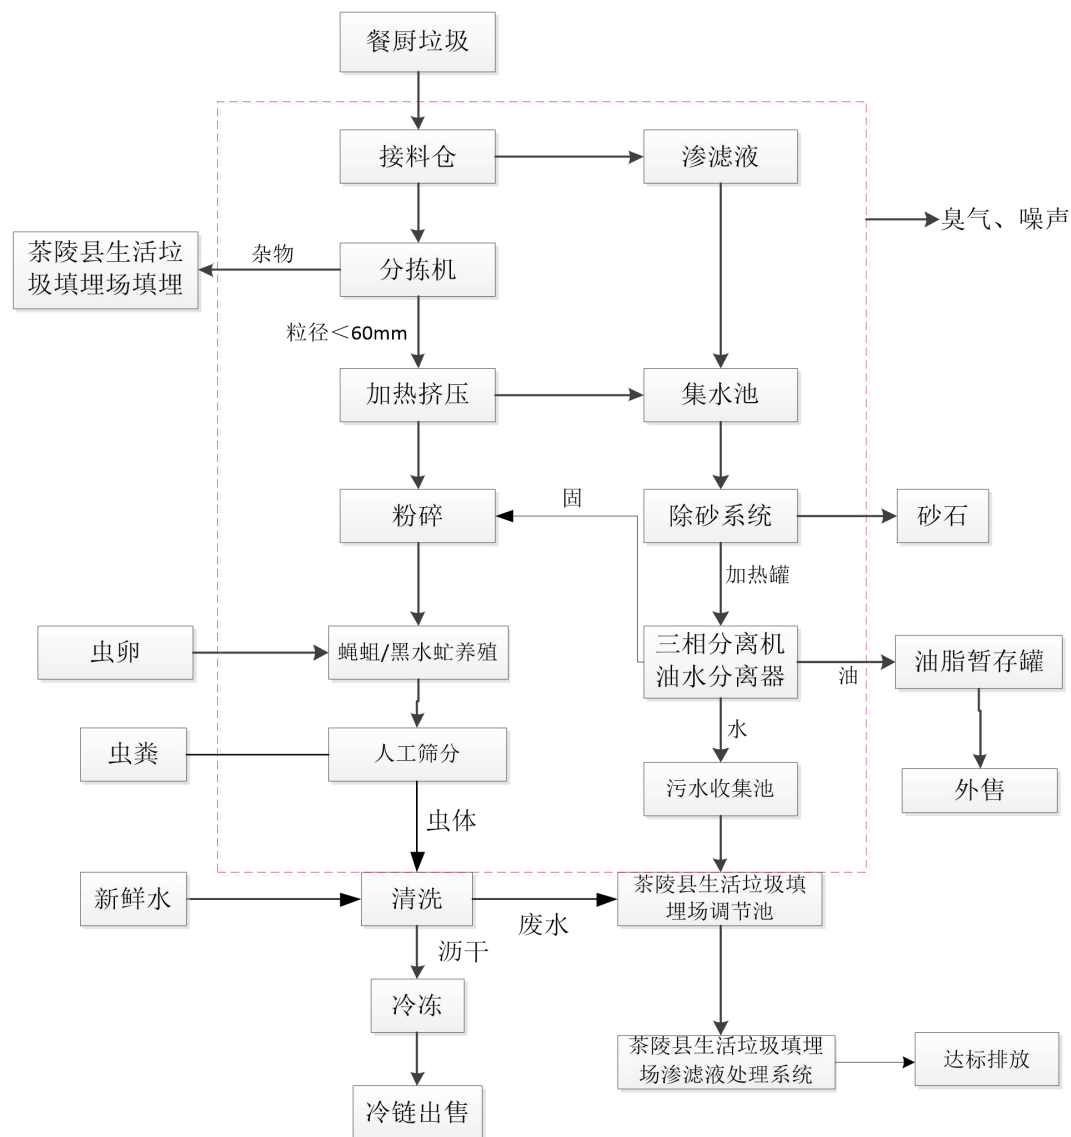 餐厨垃圾
接料仓
渗滤液
臭气、噪声
茶陵县生活垃
圾填埋场填埋
杂物
分拣机
粒径＜60mm
加热挤压
集水池
粉碎
固
除砂系统
砂石
加热罐
虫卵
蝇蛆/黑水虻养殖
三相分离机
油水分离器
油
油脂暂存罐
水
虫粪
人工筛分
污水收集池
外售
虫体
新鲜水
清洗
废水
茶陵县生活垃圾填
埋场调节池
沥干
冷冻
茶陵县生活垃圾填埋
场渗滤液处理系统
达标排放
冷链出售